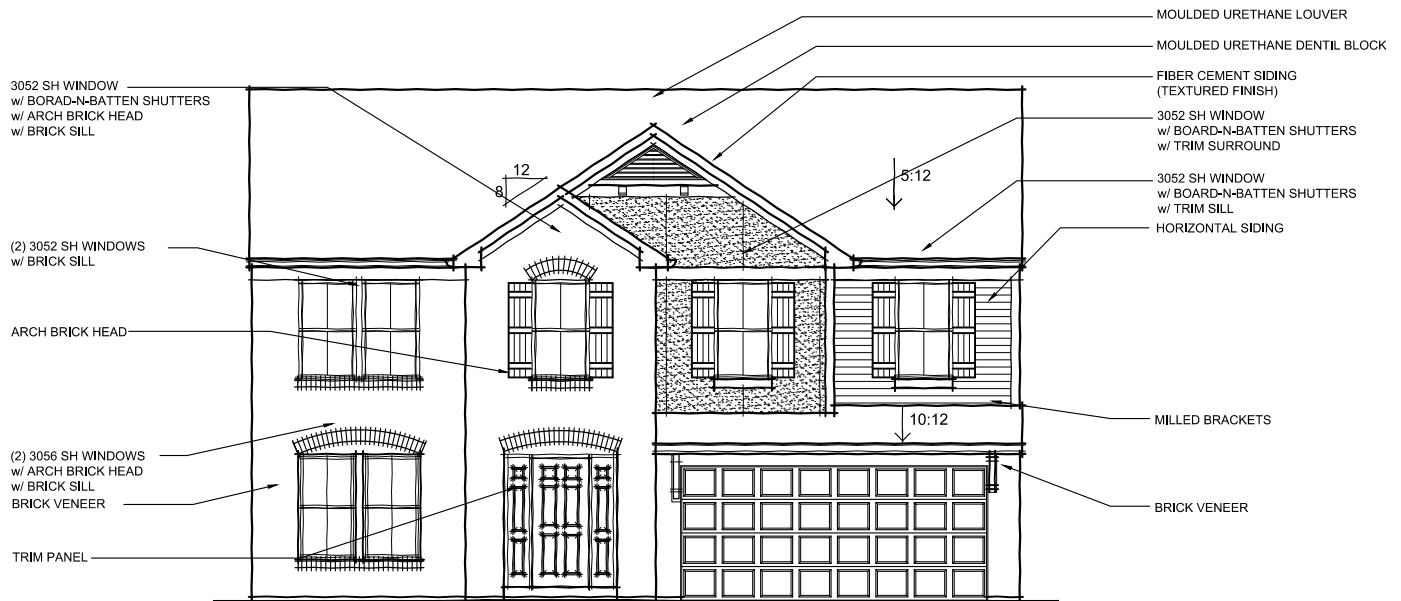 3052 SH WINDOW
w/ BORAD-N-BATTEN SHUTTERS
w/ ARCH BRICK HEAD
w/ BRICK SILL
(2) 3052 SH WINDOWS
w/ BRICK SILL
ARCH BRICK HEAD
(2) 3056 SH WINDOWS
w/ ARCH BRICK HEAD
w/ BRICK SILL
BRICK VENEER
TRIM PANEL
12
8
5:12
10:12
MOULDED URETHANE LOUVER
MOULDED URETHANE DENTIL BLOCK
FIBER CEMENT SIDING
(TEXTURED FINISH)
3052 SH WINDOW
w/ BOARD-N-BATTEN SHUTTERS
w/ TRIM SURROUND
3052 SH WINDOW
w/ BOARD-N-BATTEN SHUTTERS
w/ TRIM SILL
HORIZONTAL SIDING
MILLED BRACKETS
BRICK VENEER